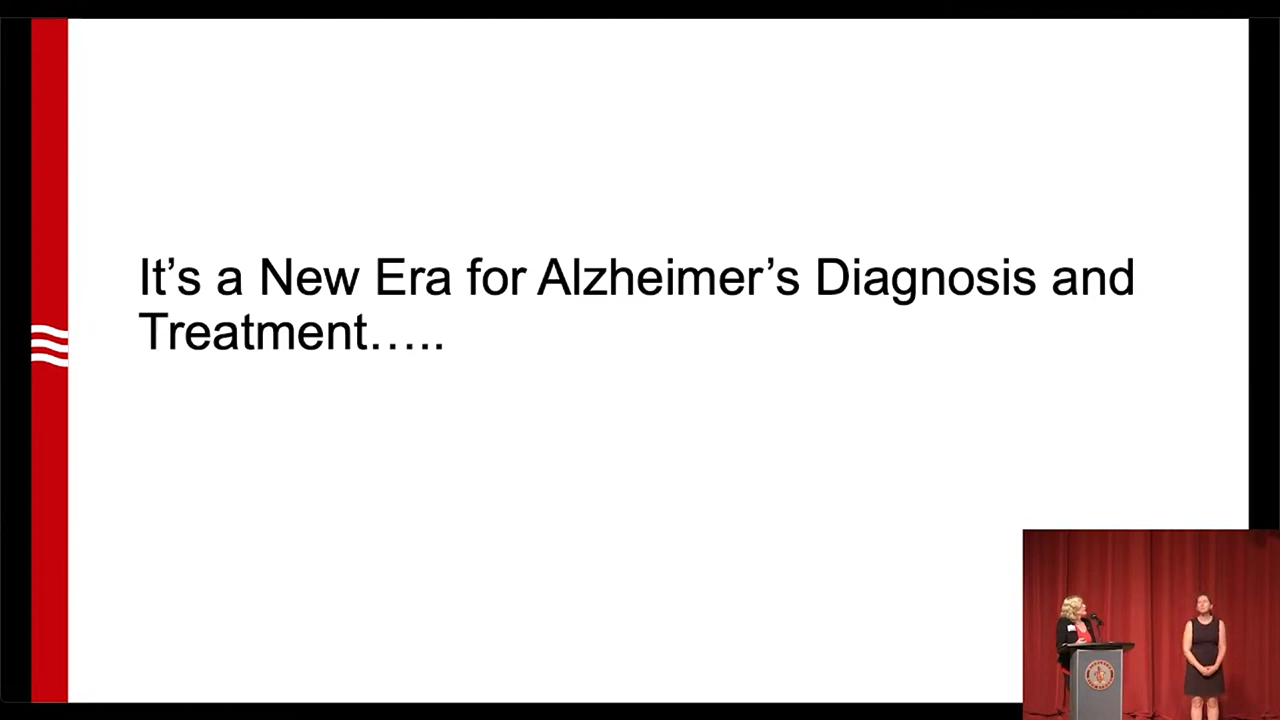 It’s a New Era for Alzheimer’s Diagnosis and
Treatment…..